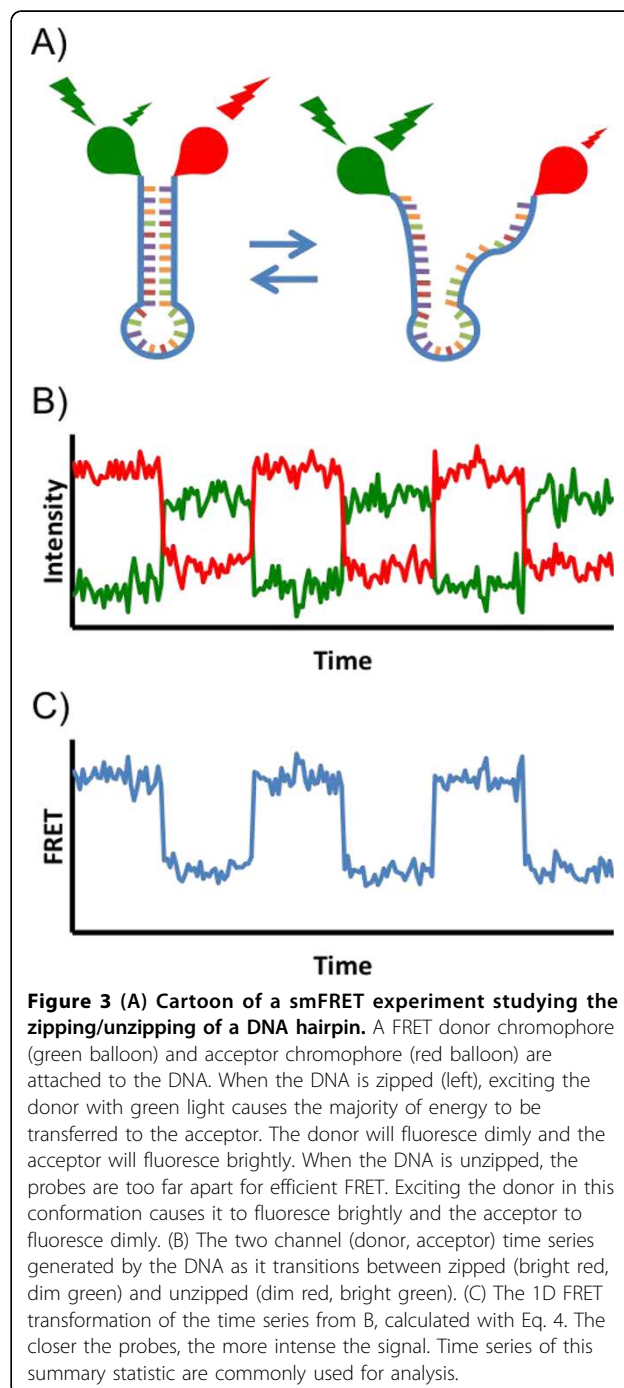 A)
B)
Intensity
Time
C)
FRET
Time
Figure 3 (A) Cartoon of a smFRET experiment studying the
zipping/unzipping of a DNA hairpin. A FRET donor chromophore
(green balloon) and acceptor chromophore (red balloon) are
attached to the DNA. When the DNA is zipped (left), exciting the
donor with green light causes the majority of energy to be
transferred to the acceptor. The donor will fluoresce dimly and the
acceptor will fluoresce brightly. When the DNA is unzipped, the
probes are too far apart for efficient FRET. Exciting the donor in this
conformation causes it to fluoresce brightly and the acceptor to
fluoresce dimly. (B) The two channel (donor, acceptor) time series
generated by the DNA as it transitions between zipped (bright red,
dim green) and unzipped (dim red, bright green). (C) The 1D FRET
transformation of the time series from B, calculated with Eq. 4. The
closer the probes, the more intense the signal. Time series of this
summary statistic are commonly used for analysis.